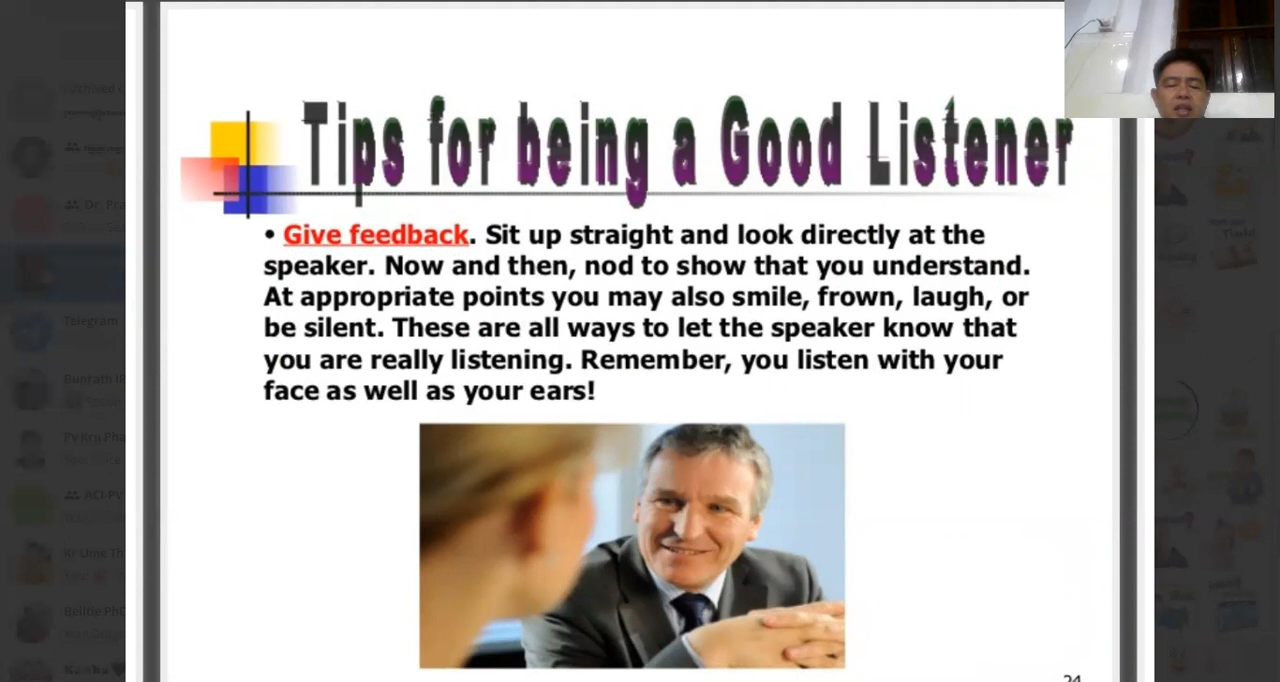 Tips for being a Good Listener
• Give feedback. Sit up straight and look directly at the
speaker. Now and then, nod to show that you understand.
At appropriate points you may also smile, frown, laugh, or
be silent. These are all ways to let the speaker know that
you are really listening. Remember, you listen with your
face as well as your ears!
24
Telegram